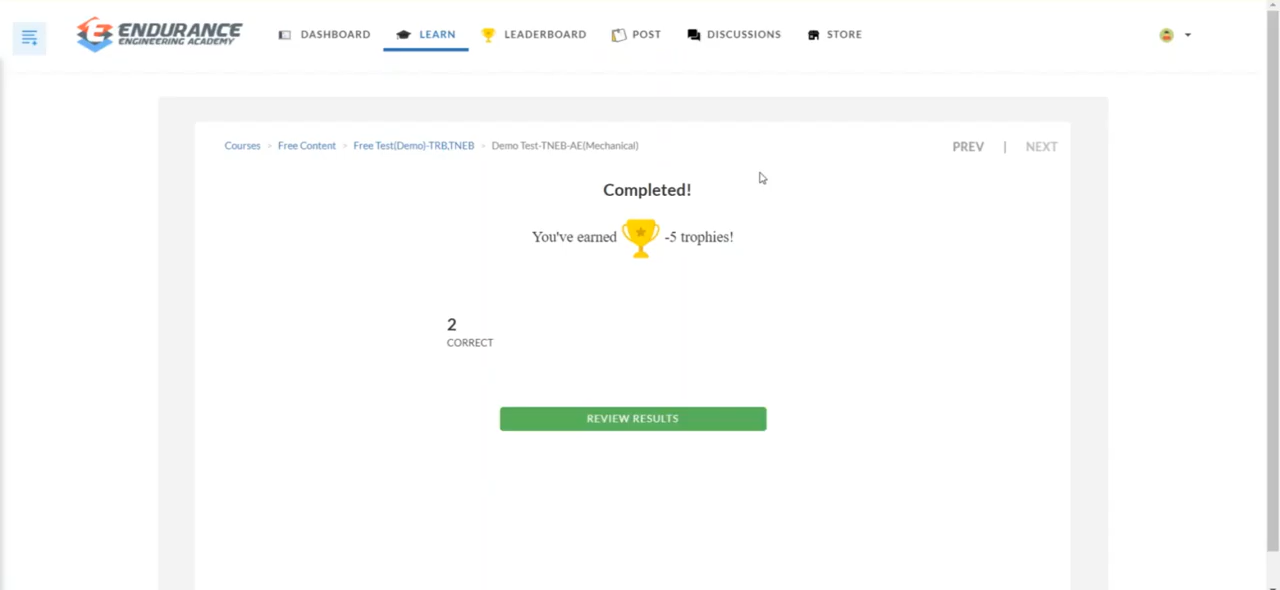 ENDURANCE
ENGINEERING ACADEMY
DASHBOARD LEARN LEADERBOARD POST DISCUSSIONS STORE
Courses > Free Content > Free Test(Demo)-TRB,TNEB > Demo Test-TNEB-AE(Mechanical) PREV | NEXT
Completed!
You've earned -5 trophies!
2
CORRECT
REVIEW RESULTS